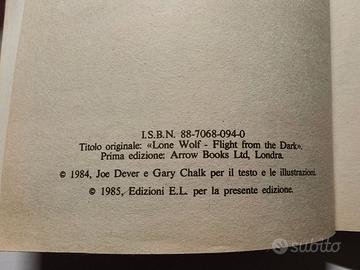 I.S.B.N. 88-7068-094-0
Titolo originale: «Lone Wolf - Flight from the Dark».
Prima edizione: Arrow Books Ltd, Londra.
© 1984, Joe Dever e Gary Chalk per il testo e le illustrazioni.
© 1985, Edizioni E.L. per la presente edizione.
subito